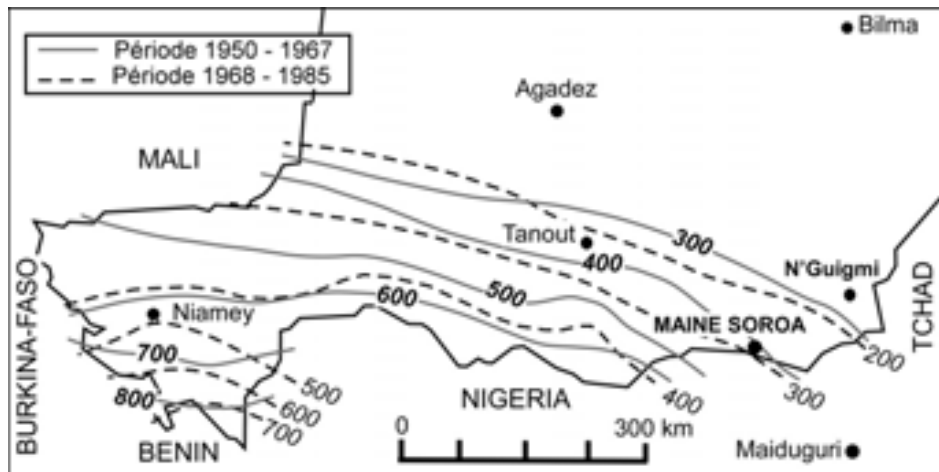 Période 1950 - 1967
Période 1968 - 1985
Bilma
Agadez
MALI
Tanout
300
400
N'Guigmi
BURKINA-FASO
TCHAD
500
600
Niamey
MAINE SOROA
700
200
500
400
300
800
600
700
NIGERIA
BENIN
0
300 km
Maiduguri